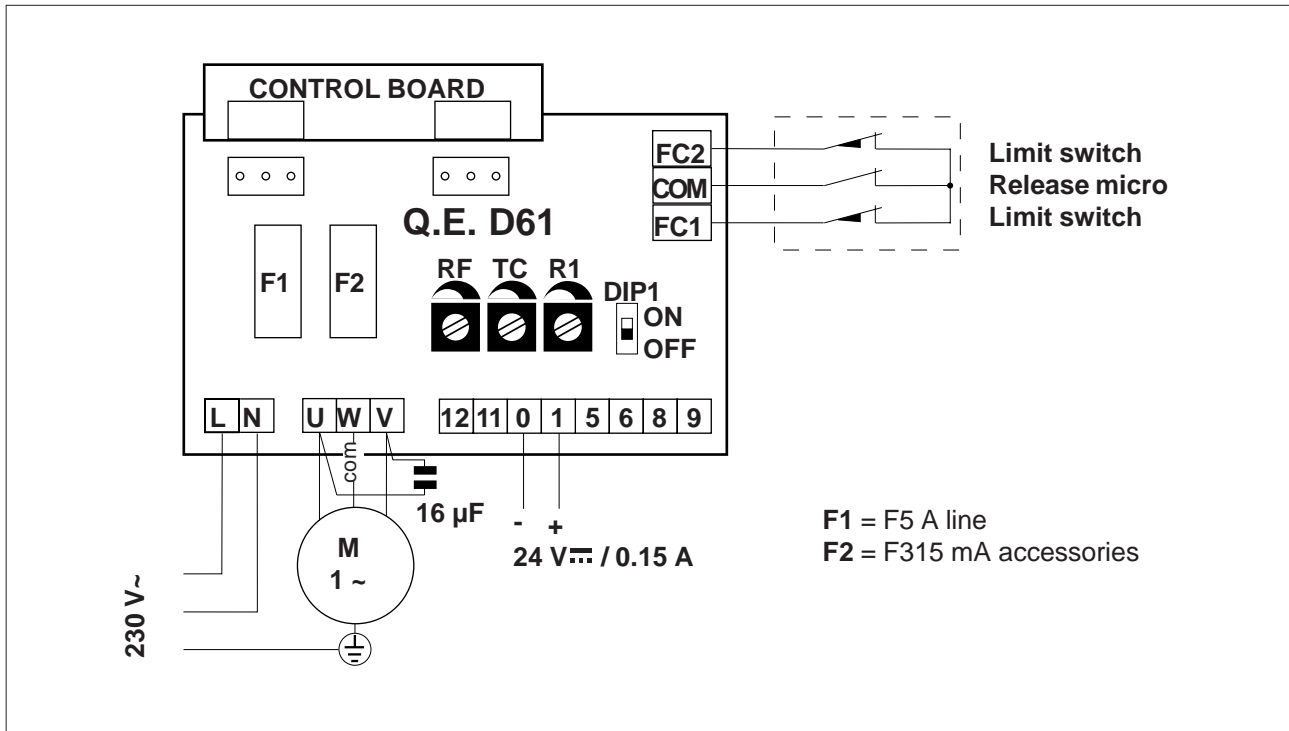 CONTROL BOARD
FC2
COM
FC1
Limit switch
Release micro
Limit switch
Q.E. D61
F1
F2
RF TC R1
DIP1
ON
OFF
L N
U W V
12 11 0 1 5 6 8 9
com
16 µF
- +
24 V⎓ / 0.15 A
M
1 ~
230 V~
F1 = F5 A line
F2 = F315 mA accessories